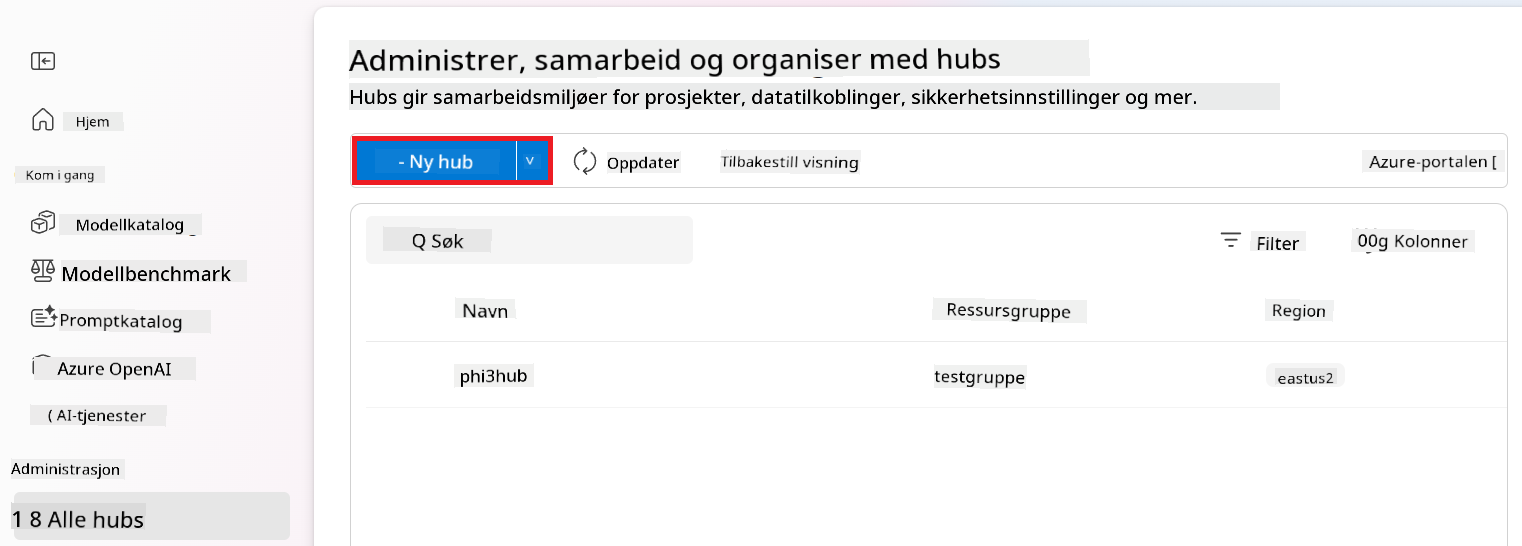 Hjem
Kom i gang
Modellkatalog
Modellbenchmark
Promptkatalog
Azure OpenAI
( AI-tjenester
Administrasjon
1 8 Alle hubs
Administrer, samarbeid og organiser med hubs
Hubs gir samarbeidsmiljøer for prosjekter, datatilkoblinger, sikkerhetsinnstillinger og mer.
- Ny hub v Oppdater Tilbakestill visning Azure-portalen [
Q Søk Filter 00g Kolonner
Navn Ressursgruppe Region
phi3hub testgruppe eastus2